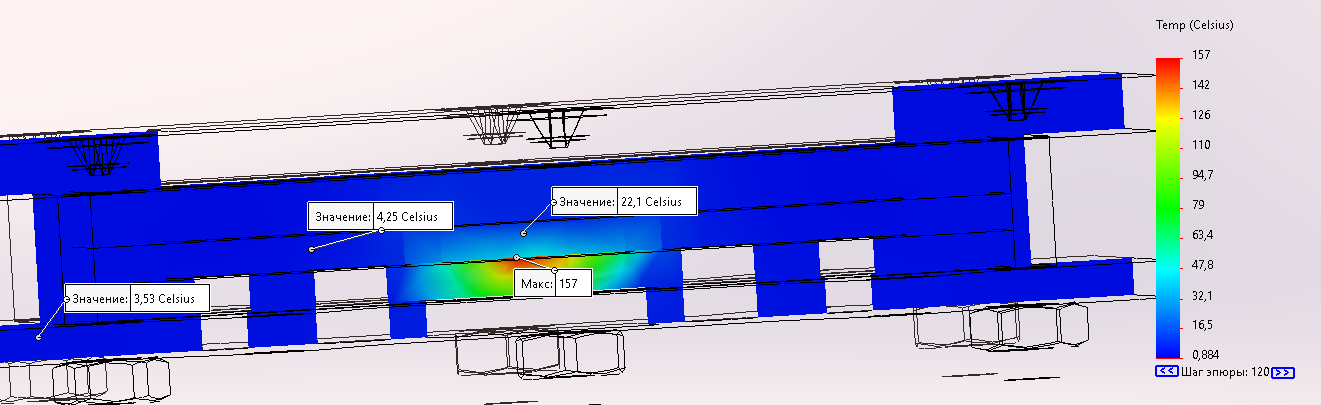 Temp (Celsius)
157
142
126
110
94,7
79
63,4
47,8
32,1
16,5
0,884
<< Шаг эпюры: 120 >>
Значение: 22,1 Celsius
Значение: 4,25 Celsius
Макс: 157
Значение: 3,53 Celsius